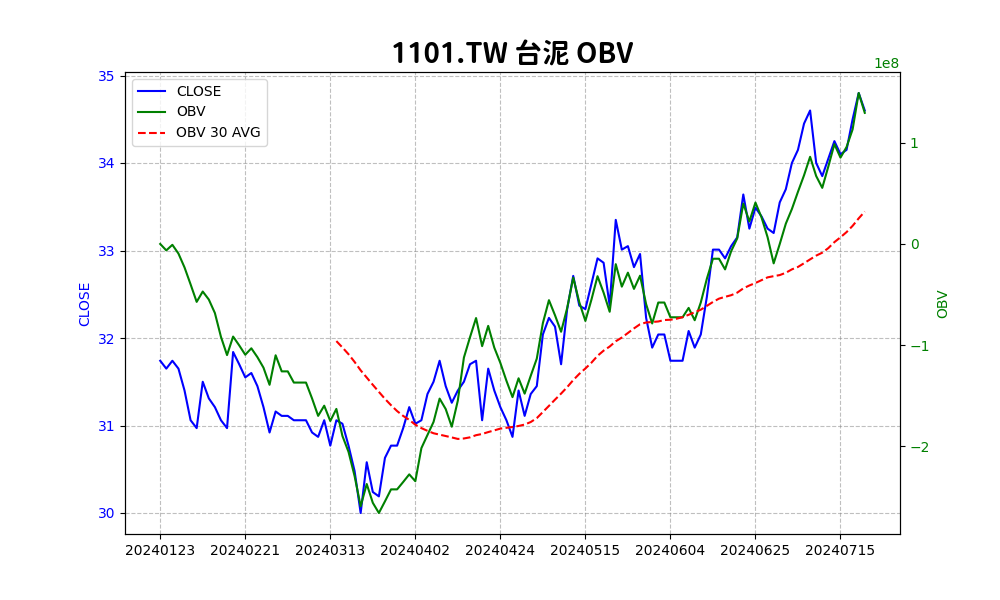 1101.TW 台泥 OBV
1e8
CLOSE
OBV
OBV 30 AVG
35
34
33
32
31
30
CLOSE
1
0
−1
−2
OBV
20240123
20240221
20240313
20240402
20240424
20240515
20240604
20240625
20240715